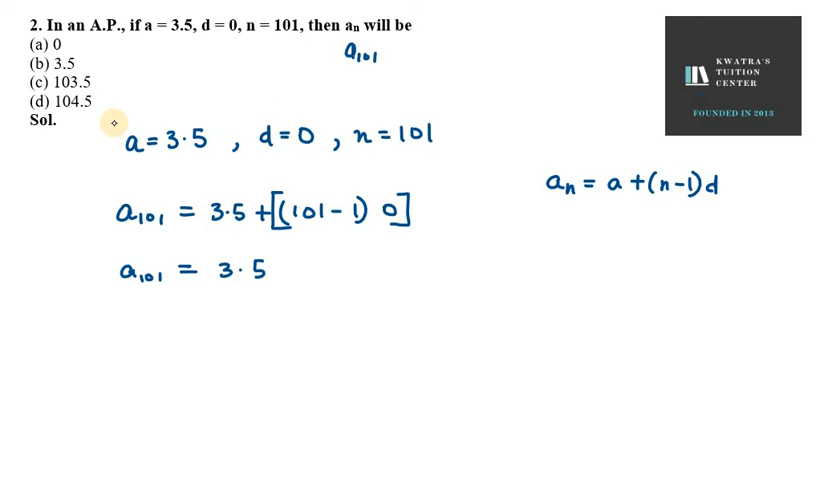 2. In an A.P., if a = 3.5, d = 0, n = 101, then aₙ will be
(a) 0
(b) 3.5
(c) 103.5
(d) 104.5
Sol.
a₁₀₁
KWATRA'S
TUITION
CENTER
FOUNDED IN 2013
a = 3.5 , d = 0 , n = 101
aₙ = a + (n - 1) d
a₁₀₁ = 3.5 + [(101 - 1) 0]
a₁₀₁ = 3.5